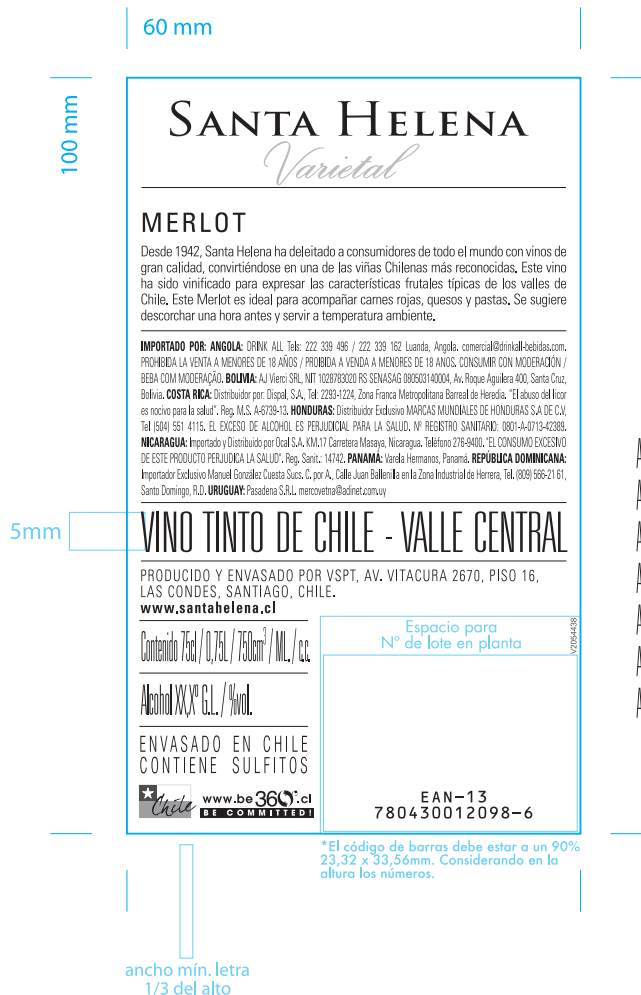 60 mm
100 mm
SANTA HELENA
Varietal
MERLOT
Desde 1942, Santa Helena ha deleitado a consumidores de todo el mundo con vinos de
gran calidad, convirtiéndose en una de las viñas Chilenas más reconocidas. Este vino
ha sido vinificado para expresar las características frutales típicas de los valles de
Chile. Este Merlot es ideal para acompañar carnes rojas, quesos y pastas. Se sugiere
descorchar una hora antes y servir a temperatura ambiente.
IMPORTADO POR: ANGOLA: DRINK ALL Tels: 222 339 496 / 222 339 162 Luanda, Angola. comercial@drinkall-bebidas.com.
PROHIBIDA LA VENTA A MENORES DE 18 AÑOS / PROIBIDA A VENDA A MENORES DE 18 ANOS. CONSUMIR CON MODERACIÓN /
BEBA COM MODERAÇÃO. BOLIVIA: AJ Vierci SRL, NIT 1028783020 RS SENASAG 080503140004, Av. Roque Aguilera 400, Santa Cruz,
Bolivia. COSTA RICA: Distribuidor por: Dispal, S.A., Tel: 2293-1224, Zona Franca Metropolitana Barreal de Heredia. "El abuso del licor
es nocivo para la salud". Reg. M.S. A-6739-13. HONDURAS: Distribuidor Exclusivo MARCAS MUNDIALES DE HONDURAS S.A DE C.V,
Tel (504) 551 4115. EL EXCESO DE ALCOHOL ES PERJUDICIAL PARA LA SALUD. Nº REGISTRO SANITARIO: 0801-A-0713-42389.
NICARAGUA: Importado y Distribuido por Ocal S.A. KM.17 Carretera Masaya, Nicaragua. Teléfono 276-9400. "EL CONSUMO EXCESIVO
DE ESTE PRODUCTO PERJUDICA LA SALUD". Reg. Sanit.: 14742. PANAMÁ: Varela Hermanos, Panamá. REPÚBLICA DOMINICANA:
Importador Exclusivo Manuel González Cuesta Sucs. C. por A., Calle Juan Ballenilla en la Zona Industrial de Herrera, Tel. (809) 566-21 61,
Santo Domingo, R.D. URUGUAY: Pasadena S.R.L. mercovetna@adinet.com.uy
5mm
VINO TINTO DE CHILE - VALLE CENTRAL
PRODUCIDO Y ENVASADO POR VSPT, AV. VITACURA 2670, PISO 16,
LAS CONDES, SANTIAGO, CHILE.
www.santahelena.cl
Contenido 75cl / 0,75L / 750cm³ / ML. / c.c.
Alcohol XX,Xº G.L. / %vol.
ENVASADO EN CHILE
CONTIENE SULFITOS
Chile
www.be360°.cl
BE COMMITTED!
Espacio para
N° de lote en planta
V2054438
EAN-13
780430012098-6
*El código de barras debe estar a un 90%
23,32 x 33,56mm. Considerando en la
altura los números.
ancho mín. letra
1/3 del alto